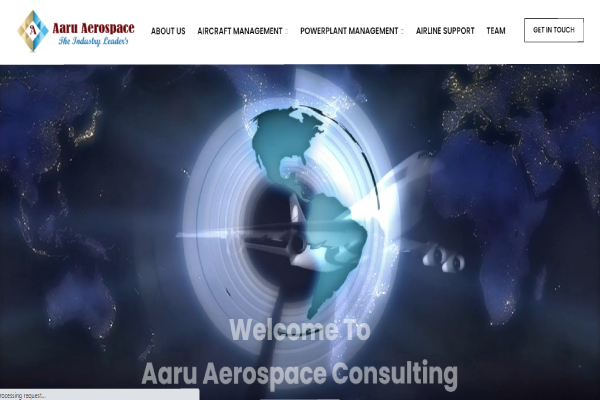 Aaru Aerospace
The Industry Leader's
A
ABOUT US
AIRCRAFT MANAGEMENT
POWERPLANT MANAGEMENT
AIRLINE SUPPORT
TEAM
GET IN TOUCH
Welcome To
Aaru Aerospace Consulting
rocessing request...